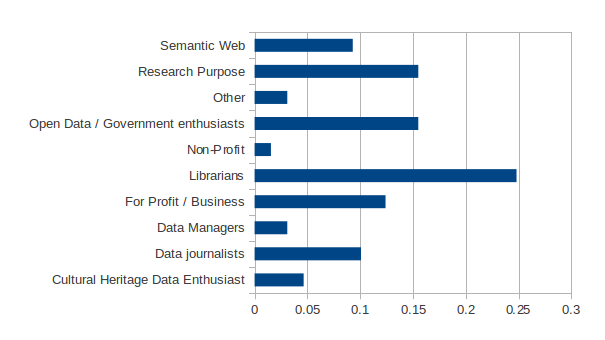 Semantic Web
Research Purpose
Other
Open Data / Government enthusiasts
Non-Profit
Librarians
For Profit / Business
Data Managers
Data journalists
Cultural Heritage Data Enthusiast
0 0.05 0.1 0.15 0.2 0.25 0.3